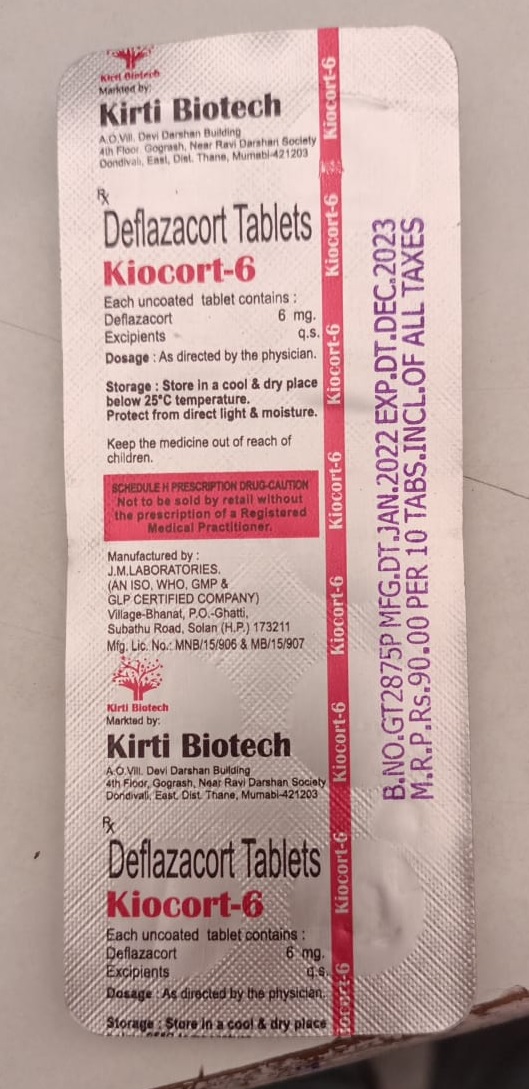 Kirti Biotech
Markted by:
Kirti Biotech
A.O.Vill. Devi Darshan Building
4th Floor, Gogrash, Near Ravi Darshan Society
Dondivali, East, Dist. Thane, Mumabi-421203
Rx
Deflazacort Tablets
Kiocort-6
Each uncoated tablet contains :
Deflazacort 6 mg.
Excipients q.s.
Dosage : As directed by the physician.
Storage : Store in a cool & dry place
below 25°C temperature.
Protect from direct light & moisture.
Keep the medicine out of reach of
children.
SCHEDULE H PRESCRIPTION DRUG-CAUTION
Not to be sold by retail without
the prescription of a Registered
Medical Practitioner.
Manufactured by :
J.M.LABORATORIES.
(AN ISO, WHO, GMP &
GLP CERTIFIED COMPANY)
Village-Bhanat, P.O.-Ghatti,
Subathu Road, Solan (H.P.) 173211
Mfg. Lic. No.: MNB/15/906 & MB/15/907
Kirti Biotech
Markted by:
Kirti Biotech
A.O.Vill. Devi Darshan Building
4th Floor, Gogrash, Near Ravi Darshan Society
Dondivali, East, Dist. Thane, Mumabi-421203
Rx
Deflazacort Tablets
Kiocort-6
Each uncoated tablet contains :
Deflazacort 6 mg.
Excipients q.s.
Dosage : As directed by the physician.
Storage : Store in a cool & dry place
Kiocort-6
Kiocort-6
Kiocort-6
Kiocort-6
Kiocort-6
Kiocort-6
Kiocort-6
iocort-6
B.NO.GT2875P MFG.DT.JAN.2022 EXP.DT.DEC.2023
M.R.P.Rs.90.00 PER 10 TABS.INCL.OF ALL TAXES